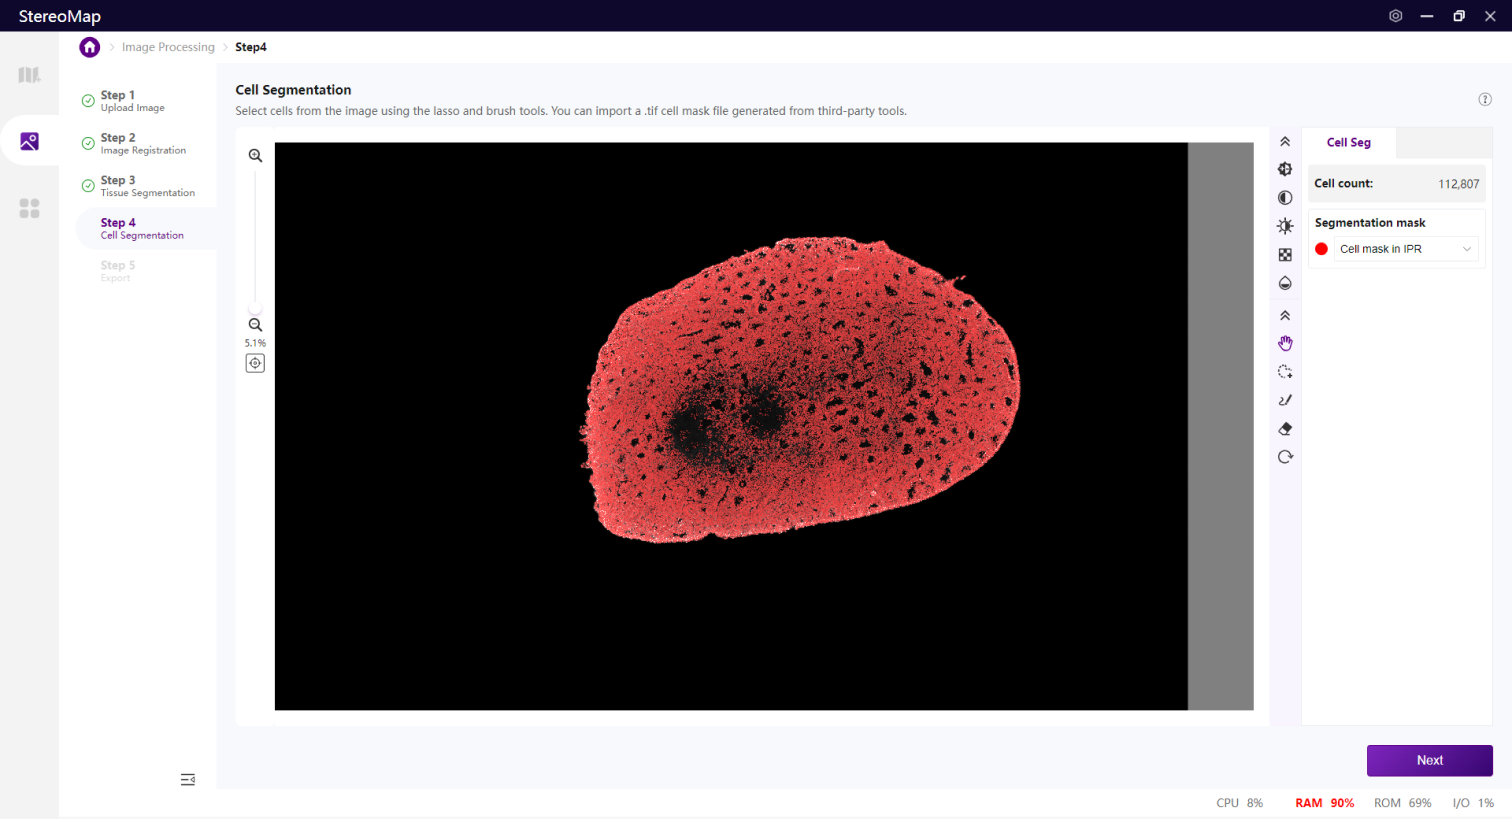 StereoMap
Image Processing > Step4
Step 1
Upload Image
Step 2
Image Registration
Step 3
Tissue Segmentation
Step 4
Cell Segmentation
Step 5
Export
Cell Segmentation
Select cells from the image using the lasso and brush tools. You can import a .tif cell mask file generated from third-party tools.
5.1%
Cell Seg
Cell count: 112,807
Segmentation mask
Cell mask in IPR
Next
CPU 8% RAM 90% ROM 69% I/O 1%